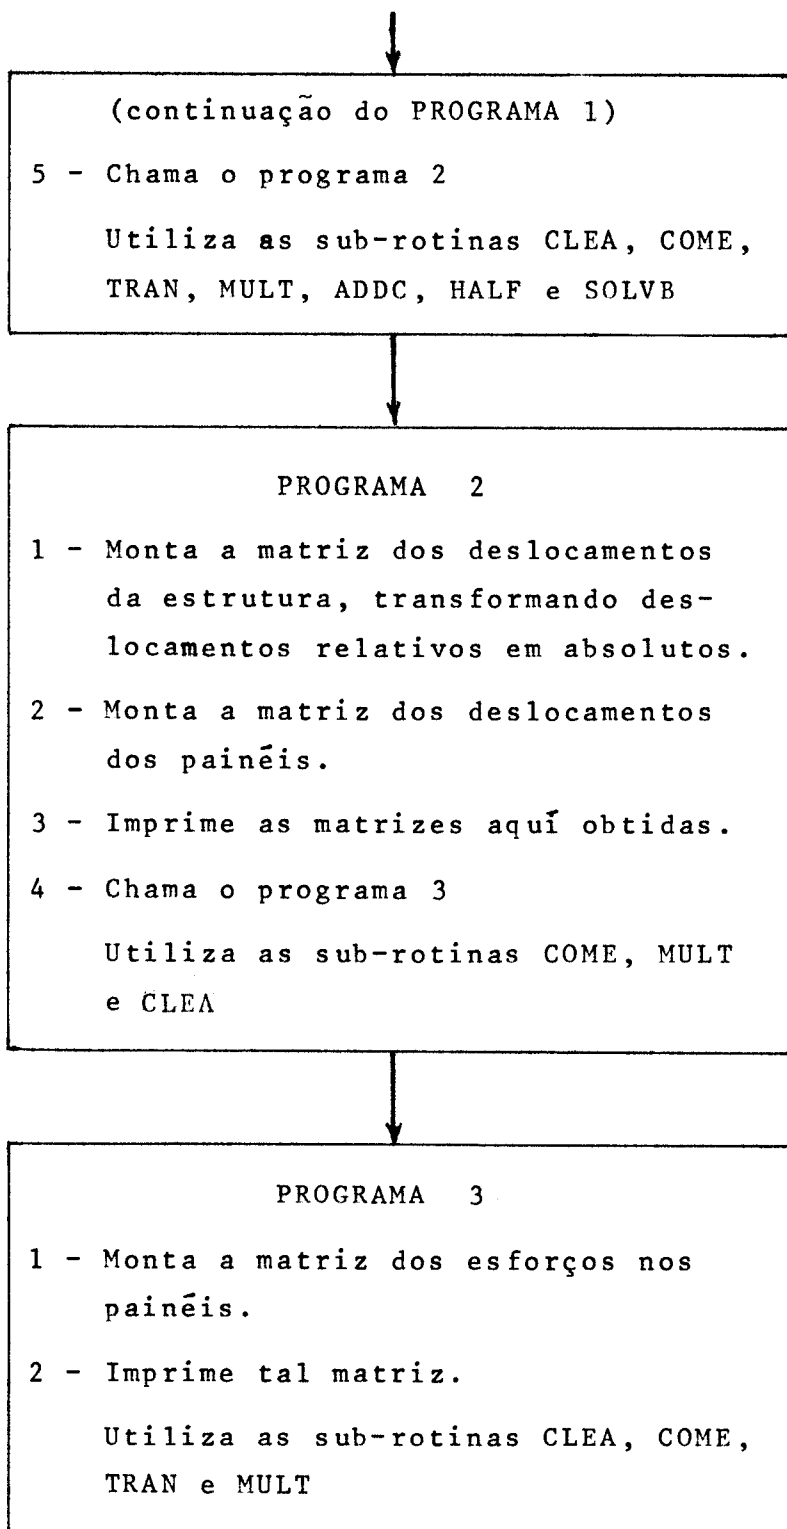 (continuação do PROGRAMA 1)
5 - Chama o programa 2
Utiliza as sub-rotinas CLEA, COME,
TRAN, MULT, ADDC, HALF e SOLVB
PROGRAMA 2
1 - Monta a matriz dos deslocamentos
da estrutura, transformando des-
locamentos relativos em absolutos.
2 - Monta a matriz dos deslocamentos
dos painéis.
3 - Imprime as matrizes aquí obtidas.
4 - Chama o programa 3
Utiliza as sub-rotinas COME, MULT
e CLEA
PROGRAMA 3
1 - Monta a matriz dos esforços nos
painéis.
2 - Imprime tal matriz.
Utiliza as sub-rotinas CLEA, COME,
TRAN e MULT